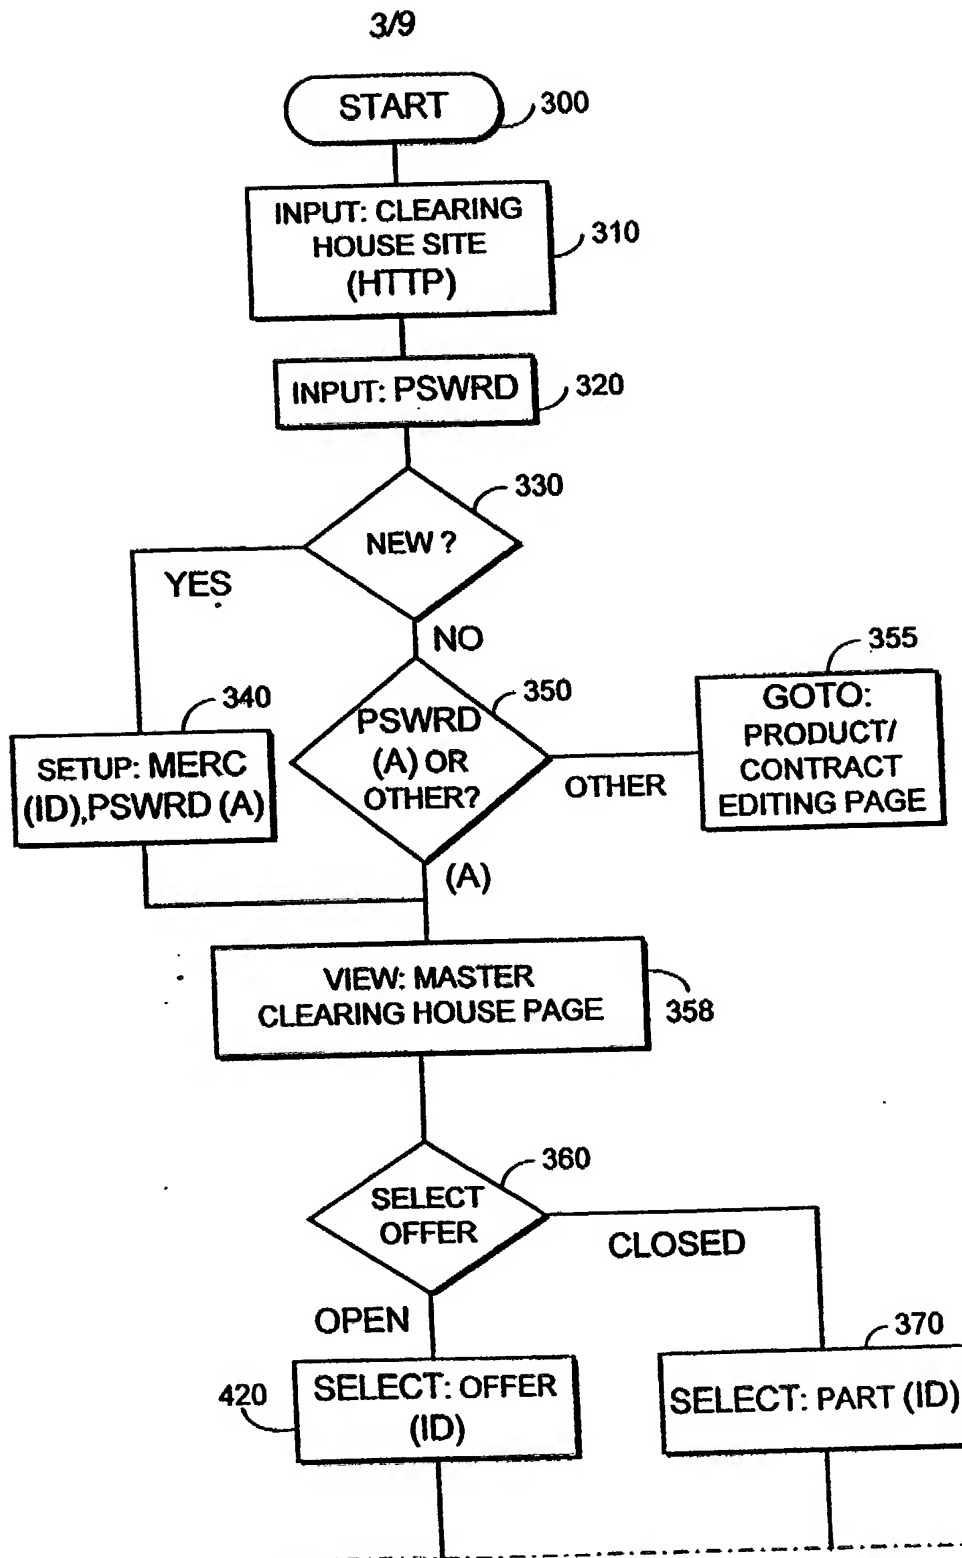 3/9
START
300
INPUT: CLEARING
HOUSE SITE
(HTTP)
310
INPUT: PSWRD
320
330
NEW ?
YES
NO
340
SETUP: MERC
(ID),PSWRD (A)
350
PSWRD
(A) OR
OTHER?
OTHER
355
GOTO:
PRODUCT/
CONTRACT
EDITING PAGE
(A)
VIEW: MASTER
CLEARING HOUSE PAGE
358
360
SELECT
OFFER
CLOSED
OPEN
420
SELECT: OFFER
(ID)
370
SELECT: PART (ID)